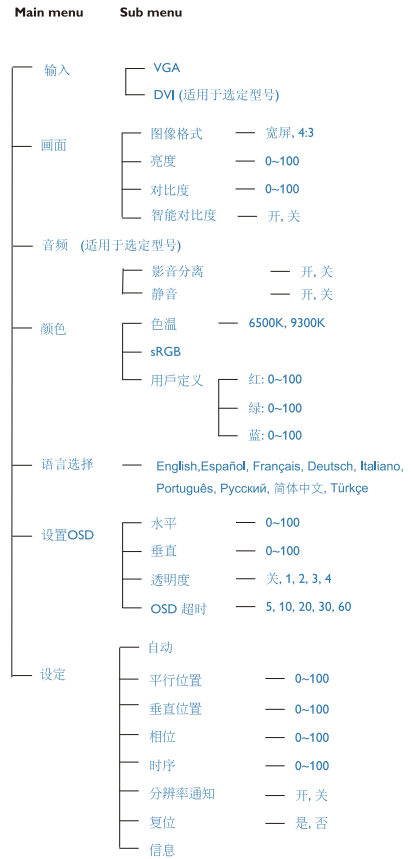 Main menu Sub menu
输入 VGA
DVI (适用于选定型号)
画面 图像格式 宽屏, 4:3
亮度 0~100
对比度 0~100
智能对比度 开, 关
音频 (适用于选定型号)
影音分离 开, 关
静音 开, 关
颜色 色温 6500K, 9300K
sRGB
用戶定义 红: 0~100
绿: 0~100
蓝: 0~100
语言选择 English,Español, Français, Deutsch, Italiano,
Português, Русский, 简体中文, Türkçe
设置OSD 水平 0~100
垂直 0~100
透明度 关, 1, 2, 3, 4
OSD 超时 5, 10, 20, 30, 60
设定 自动
平行位置 0~100
垂直位置 0~100
相位 0~100
时序 0~100
分辨率通知 开, 关
复位 是, 否
信息